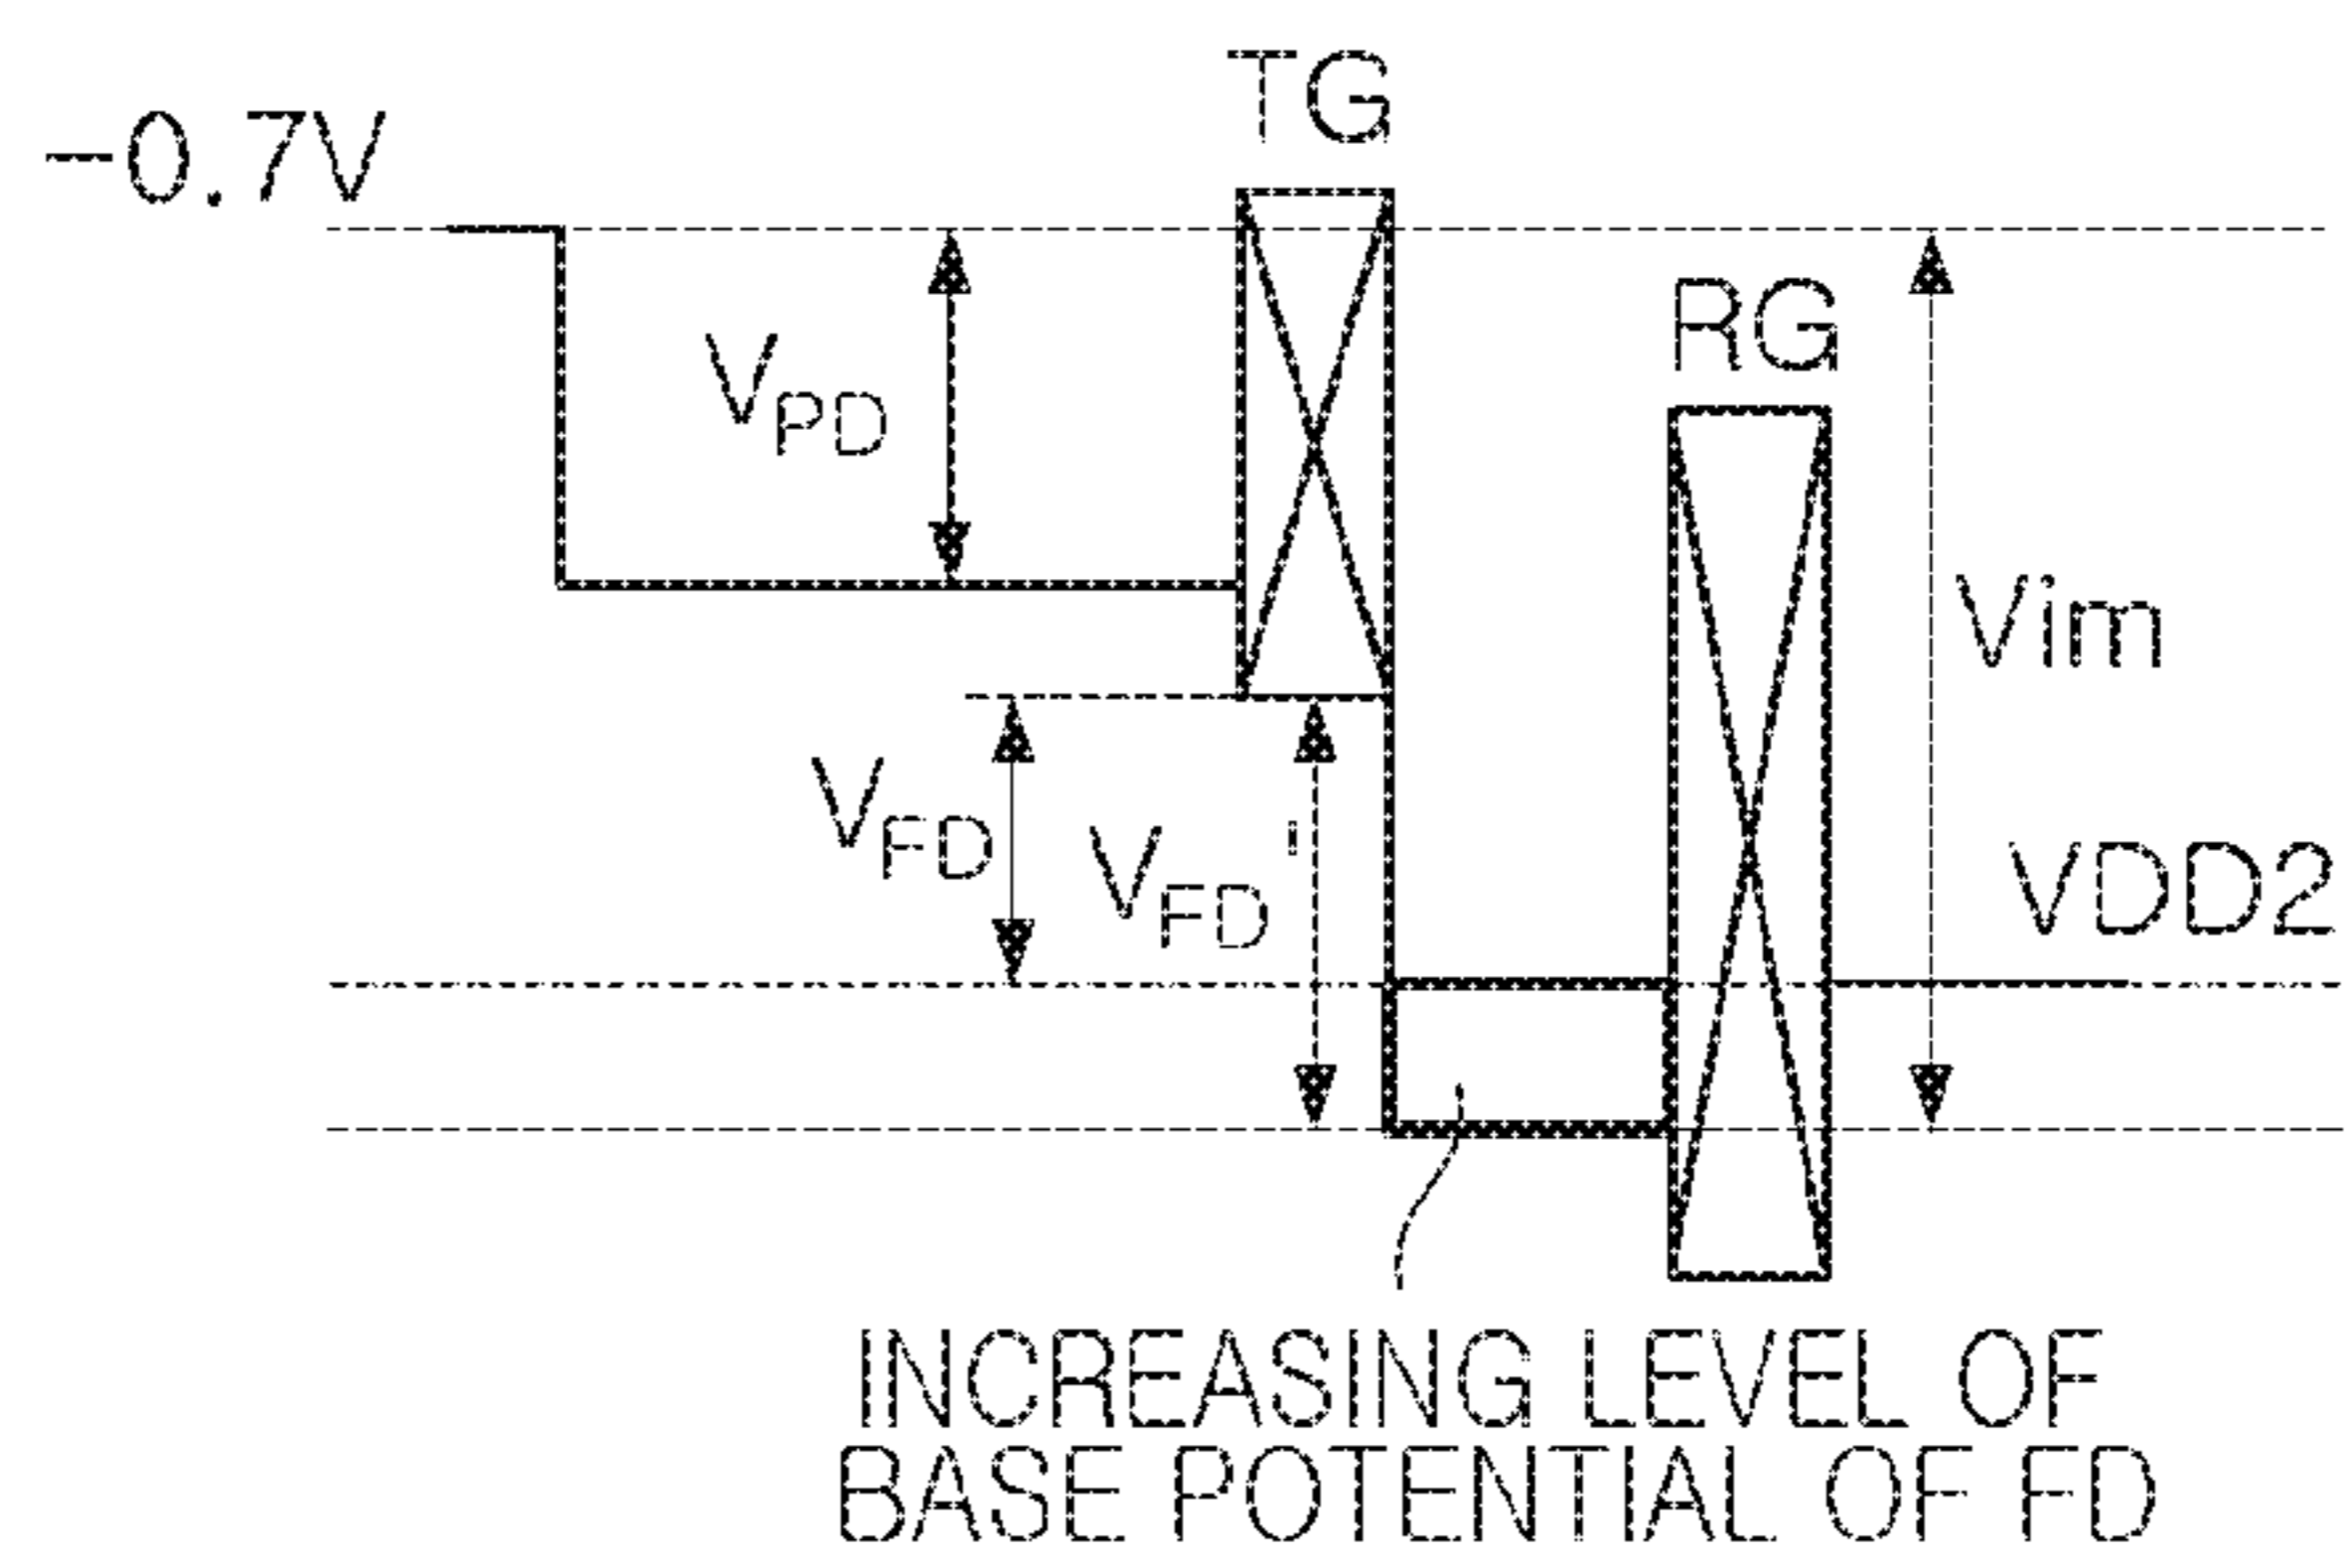 TG
-0.7V
RG
VPD
Vim
VFD
VFD'
VDD2
INCREASING LEVEL OF
BASE POTENTIAL OF FD